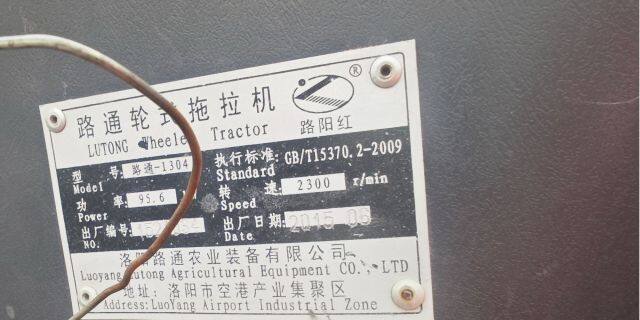 路通轮式拖拉机 ®
LUTONG Wheeled Tractor 路阳红
型号: 路通-1304 执行标准: GB/T15370.2-2009
Model Standard
功率: 95.6 转速 2300 r/min
Power Speed
出厂编号: 出厂日期: 2015 06
NO. Date
洛阳路通农业装备有限公司
Luoyang Lutong Agricultural Equipment CO., LTD
地址: 洛阳市空港产业集聚区
Address: LuoYang Airport Industrial Zone